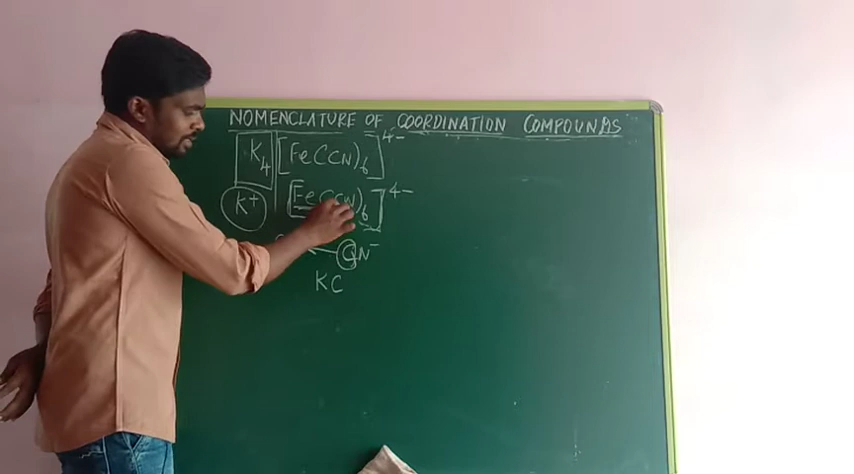 NOMENCLATURE OF COORDINATION COMPOUNDS
K4 [Fe(CN)6]4-
K+ [Fe(CN)6]4-
CN-
KC